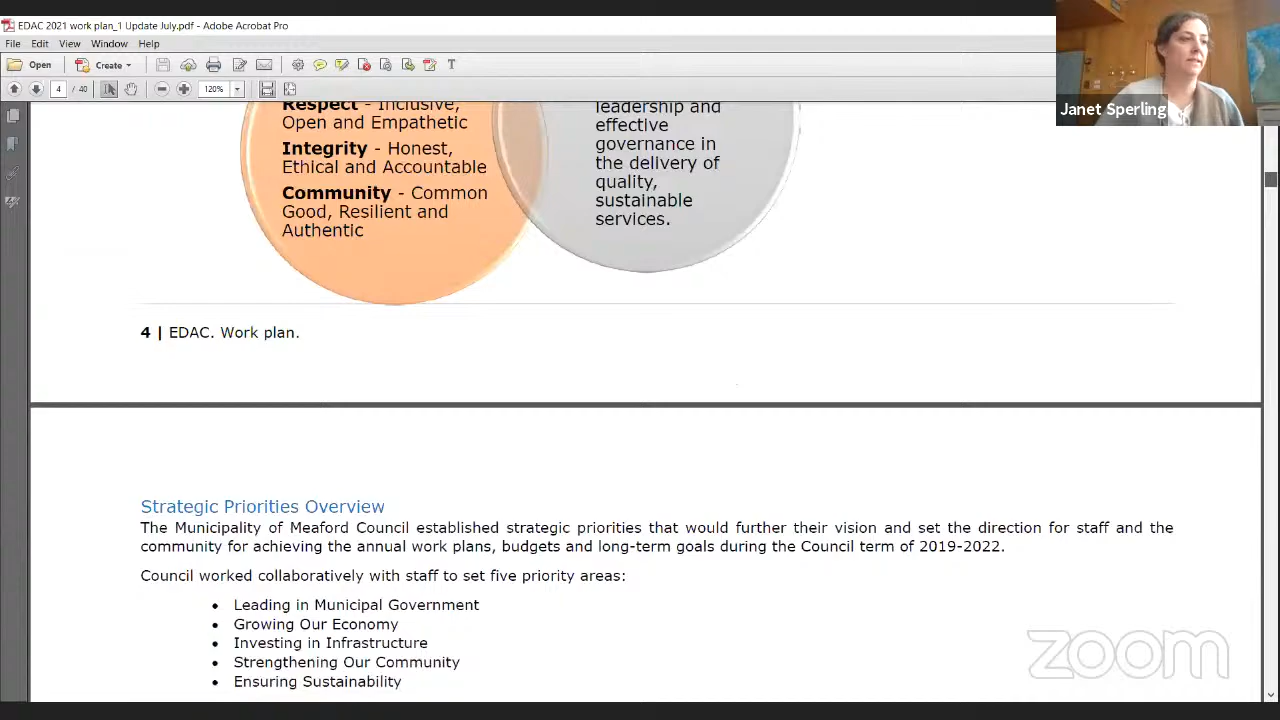 EDAC 2021 work plan_1 Update July.pdf - Adobe Acrobat Pro
File Edit View Window Help
Open Create
4 / 40 120%
Janet Sperling
Respect - Inclusive,
Open and Empathetic
Integrity - Honest,
Ethical and Accountable
Community - Common
Good, Resilient and
Authentic
leadership and
effective
governance in
the delivery of
quality,
sustainable
services.
4 | EDAC. Work plan.
Strategic Priorities Overview
The Municipality of Meaford Council established strategic priorities that would further their vision and set the direction for staff and the
community for achieving the annual work plans, budgets and long-term goals during the Council term of 2019-2022.
Council worked collaboratively with staff to set five priority areas:
• Leading in Municipal Government
• Growing Our Economy
• Investing in Infrastructure
• Strengthening Our Community
• Ensuring Sustainability
zoom